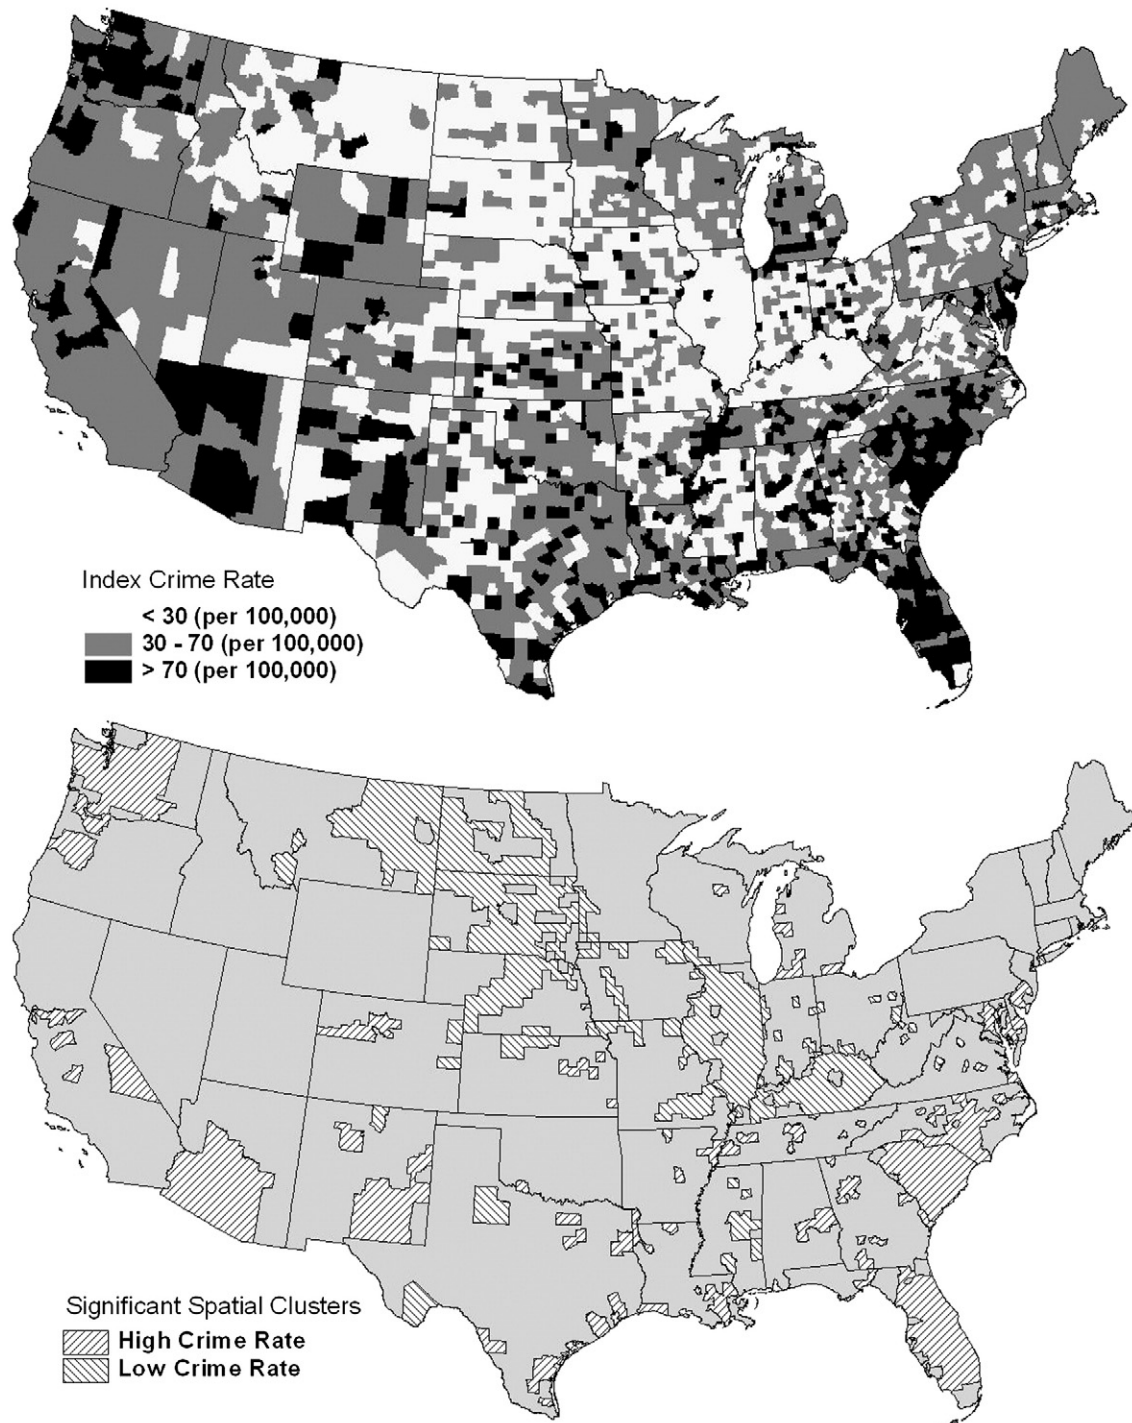 Index Crime Rate
< 30 (per 100,000)
30 - 70 (per 100,000)
> 70 (per 100,000)
Significant Spatial Clusters
High Crime Rate
Low Crime Rate